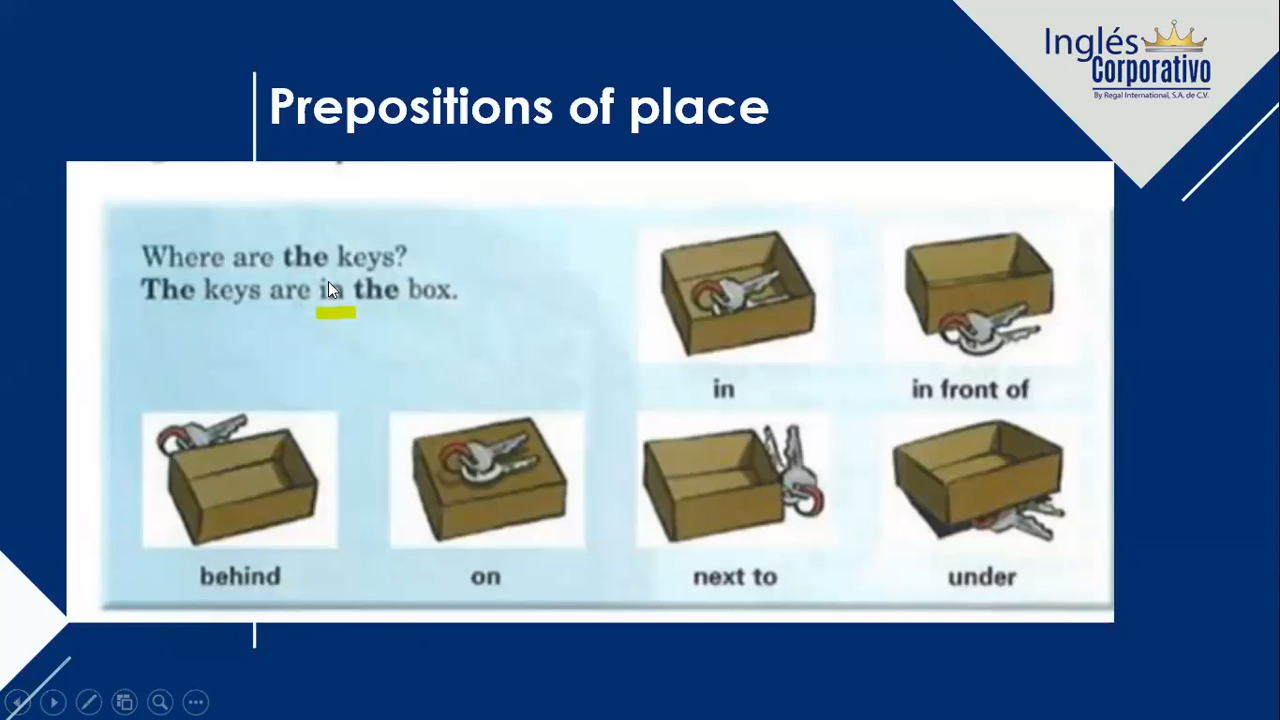 Inglés
Corporativo
By Regal International, S.A. de C.V.
Prepositions of place
Where are the keys?
The keys are in the box.
in
in front of
behind
on
next to
under